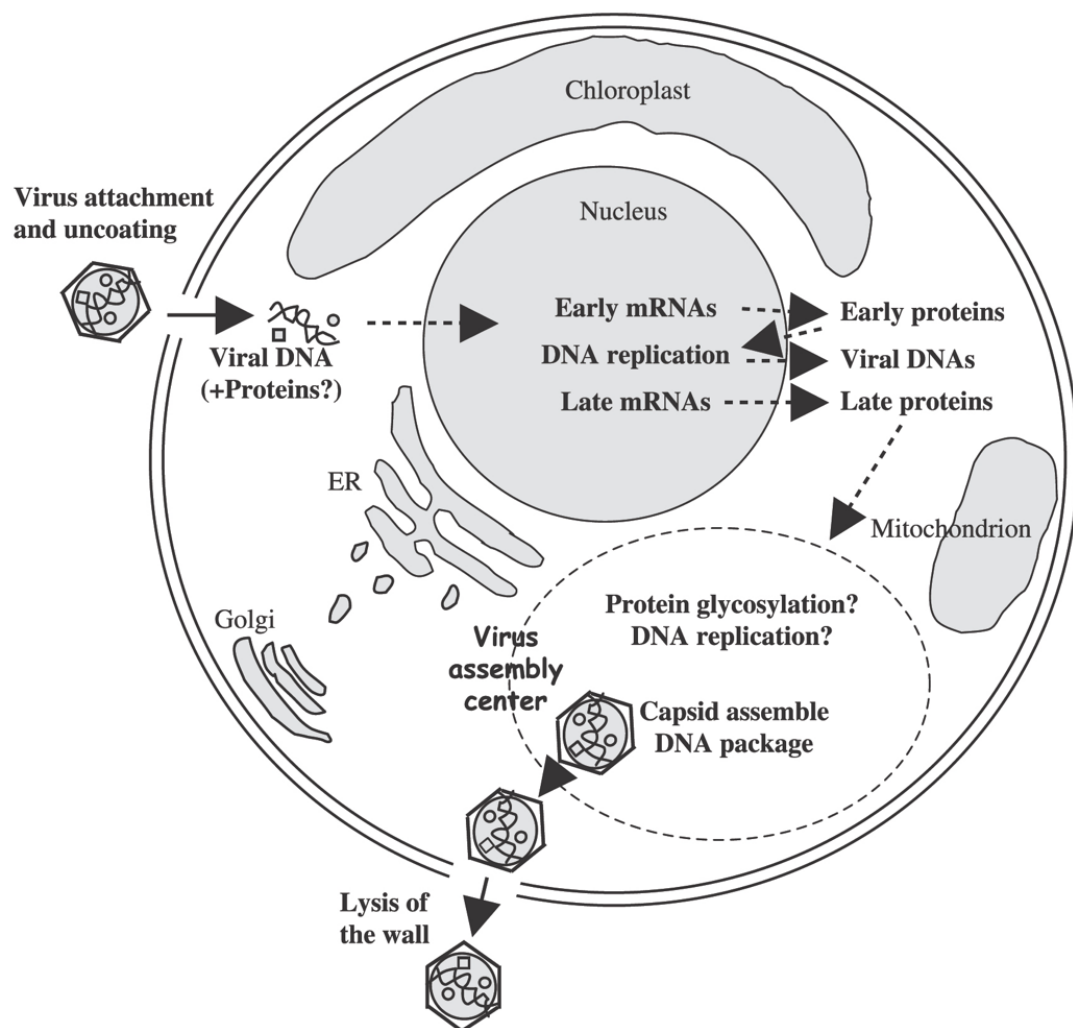 Chloroplast
Virus attachment
and uncoating
Nucleus
Early mRNAs
Early proteins
Viral DNA
(+Proteins?)
DNA replication
Viral DNAs
Late mRNAs
Late proteins
ER
Mitochondrion
Golgi
Protein glycosylation?
DNA replication?
Virus
assembly
center
Capsid assemble
DNA package
Lysis of
the wall